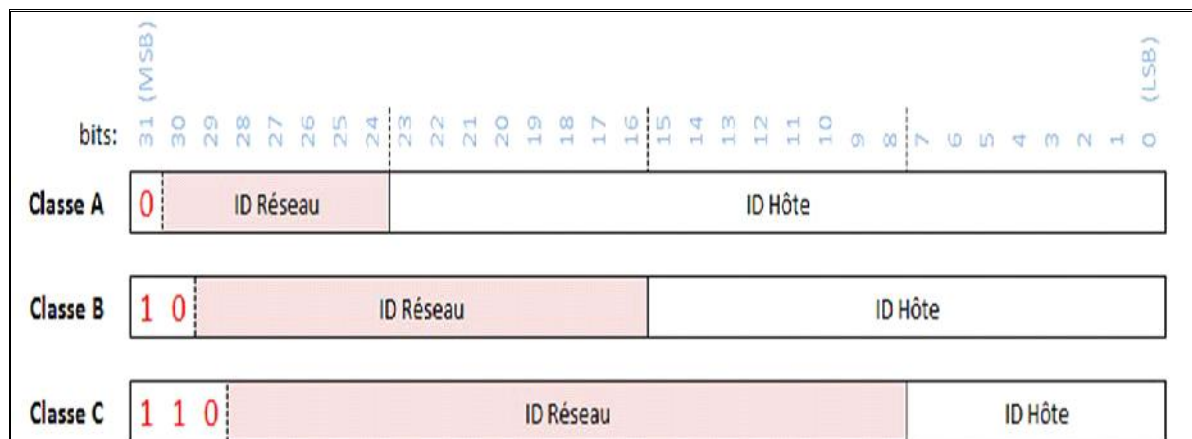 31 (MSB) 30 29 28 27 26 25 24 23 22 21 20 19 18 17 16 15 14 13 12 11 10 9 8 7 6 5 4 3 2 1 0 (LSB)
bits:
Classe A 0 ID Réseau ID Hôte
Classe B 1 0 ID Réseau ID Hôte
Classe C 1 1 0 ID Réseau ID Hôte